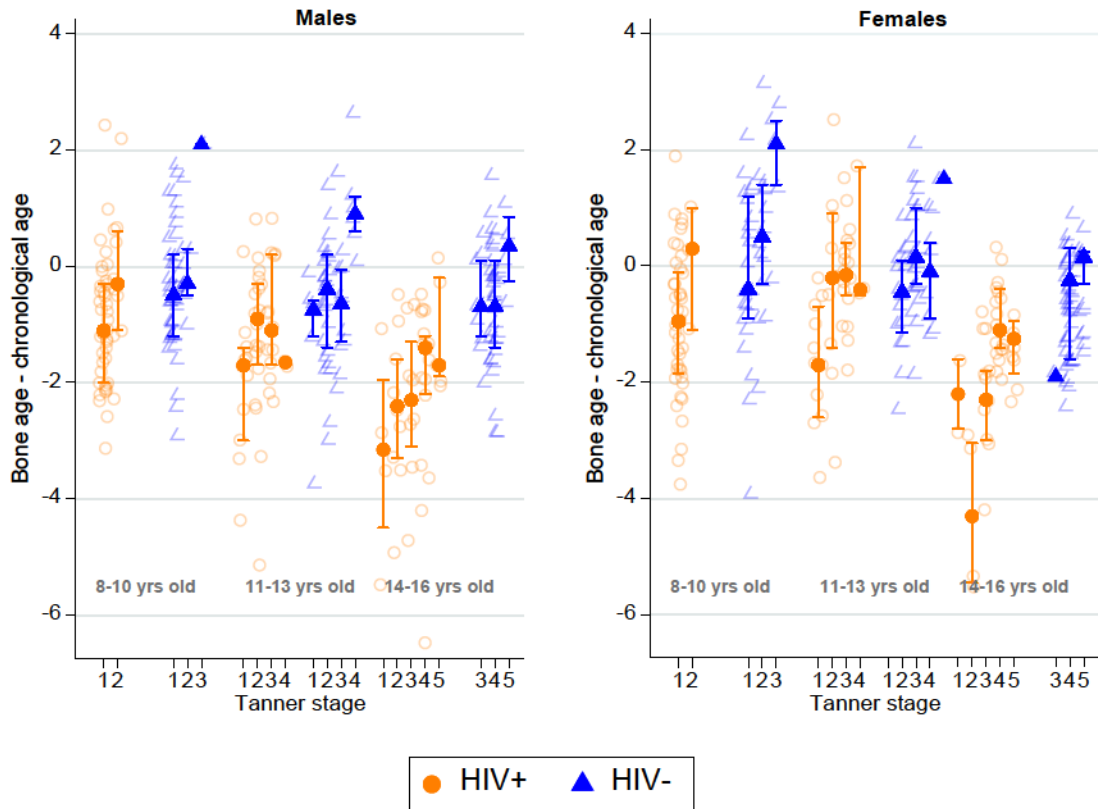 Males
Bone age - chronological age
4
2
0
-2
-4
-6
8-10 yrs old 11-13 yrs old 14-16 yrs old
12 123 1234 1234 12345 345
Tanner stage
Females
Bone age - chronological age
4
2
0
-2
-4
-6
8-10 yrs old 11-13 yrs old 14-16 yrs old
12 123 1234 1234 12345 345
Tanner stage
HIV+ HIV-